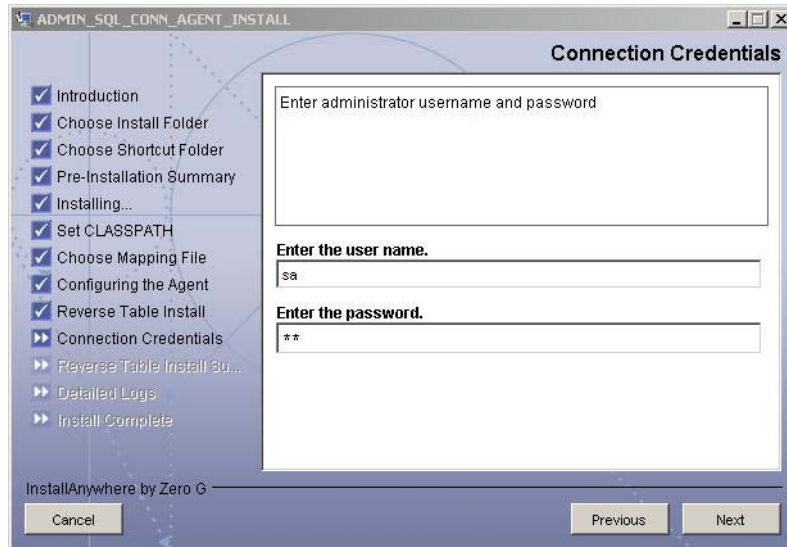 ADMIN_SQL_CONN_AGENT_INSTALL
Connection Credentials
Introduction
Choose Install Folder
Choose Shortcut Folder
Pre-Installation Summary
Installing...
Set CLASSPATH
Choose Mapping File
Configuring the Agent
Reverse Table Install
Connection Credentials
Reverse Table Install Su...
Detailed Logs
Install Complete
Enter administrator username and password
Enter the user name.
sa
Enter the password.
**
InstallAnywhere by Zero G
Cancel
Previous
Next